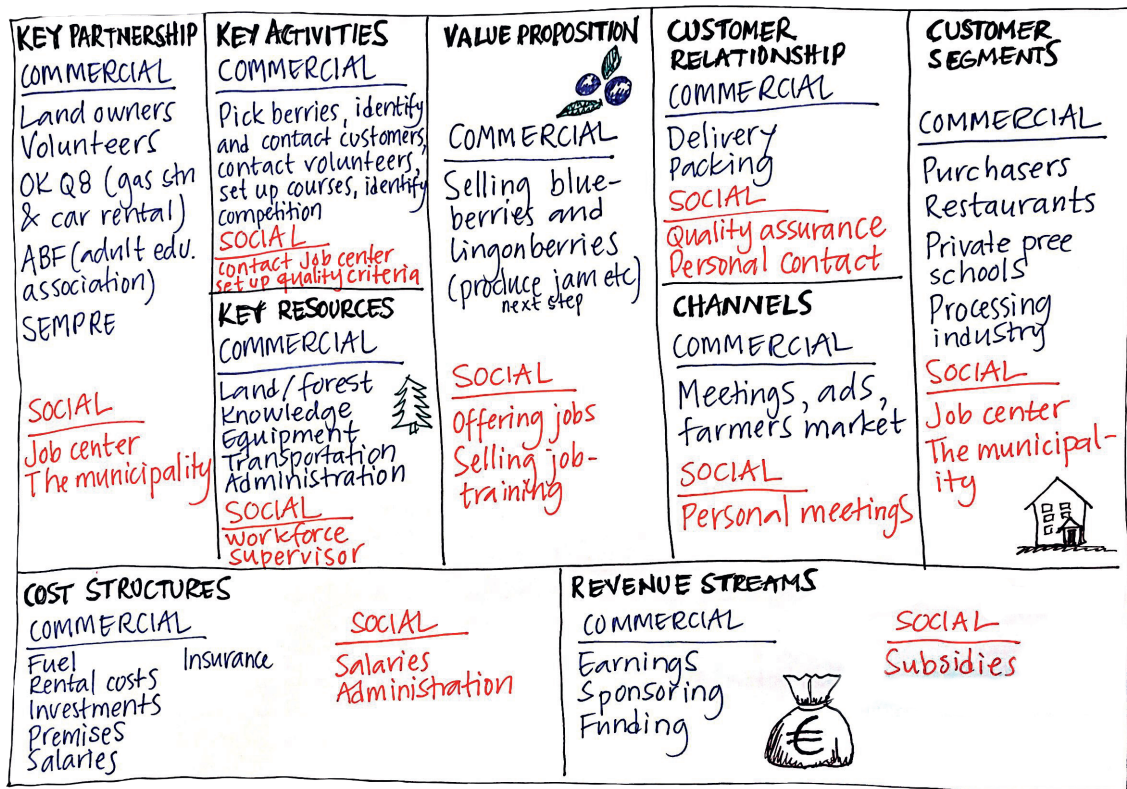 KEY PARTNERSHIP
COMMERCIAL
Land owners
Volunteers
OK Q8 (gas stn
& car rental)
ABF (adult edu.
association)
SEMPRE
SOCIAL
Job center
The municipality
KEY ACTIVITIES
COMMERCIAL
Pick berries, identify
and contact customers,
contact volunteers,
set up courses, identify
competition
SOCIAL
contact Job center
set up quality criteria
KEY RESOURCES
COMMERCIAL
Land/forest
Knowledge
Equipment
Transportation
Administration
SOCIAL
workforce
supervisor
VALUE PROPOSITION
COMMERCIAL
Selling blue-
berries and
lingonberries
(produce jam etc)
next step
SOCIAL
Offering jobs
Selling job-
training
CUSTOMER
RELATIONSHIP
COMMERCIAL
Delivery
Packing
SOCIAL
Quality assurance
Personal contact
CHANNELS
COMMERCIAL
Meetings, ads,
farmers market
SOCIAL
Personal meetings
CUSTOMER
SEGMENTS
COMMERCIAL
Purchasers
Restaurants
Private pree
schools
Processing
industry
SOCIAL
Job center
The municipal-
ity
COST STRUCTURES
COMMERCIAL
Fuel Insurance
Rental costs
Investments
Premises
Salaries
SOCIAL
Salaries
Administration
REVENUE STREAMS
COMMERCIAL
Earnings
Sponsoring
Funding
€
SOCIAL
Subsidies